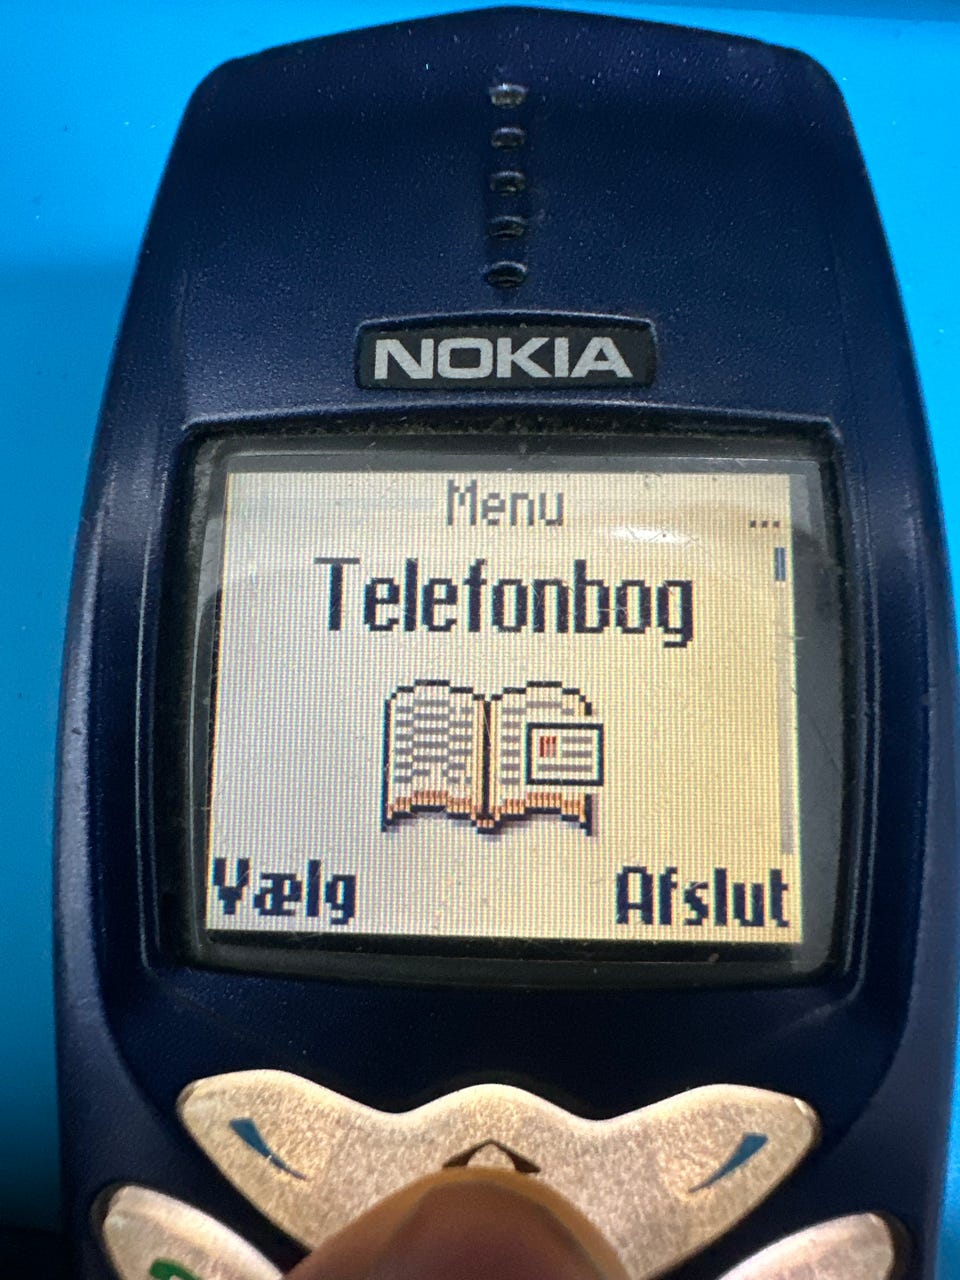 NOKIA
Menu
...
Telefonbog
Vælg Afslut